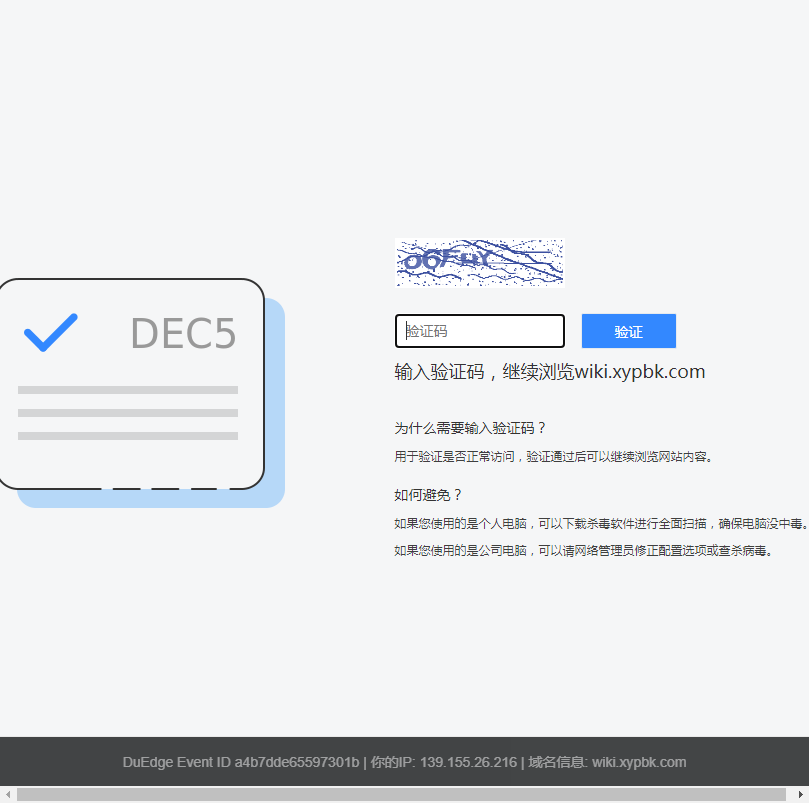 DEC5
验证码
验证
输入验证码，继续浏览wiki.xypbk.com
为什么需要输入验证码？
用于验证是否正常访问，验证通过后可以继续浏览网站内容。
如何避免？
如果您使用的是个人电脑，可以下载杀毒软件进行全面扫描，确保电脑没中毒。
如果您使用的是公司电脑，可以请网络管理员修正配置选项或查杀病毒。
DuEdge Event ID a4b7dde65597301b | 你的IP: 139.155.26.216 | 域名信息: wiki.xypbk.com